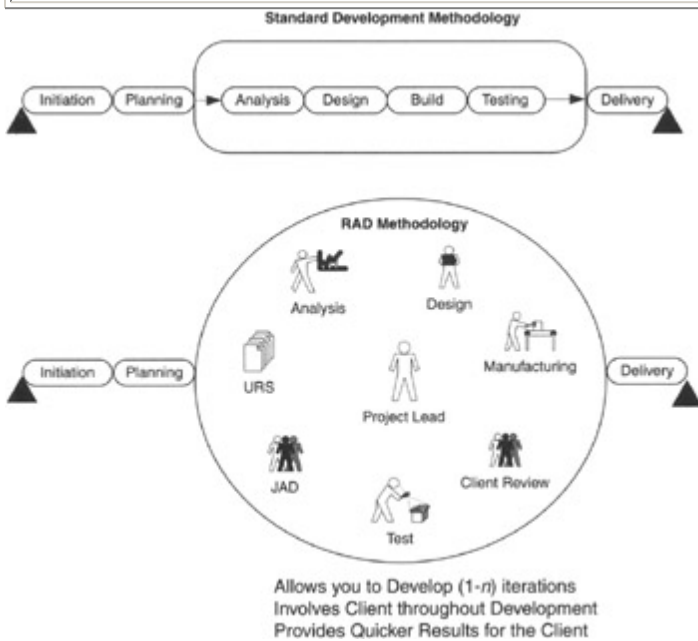 Standard Development Methodology
Initiation Planning Analysis Design Build Testing Delivery
RAD Methodology
Analysis
Design
URS
Manufacturing
Initiation Planning
Project Lead
Delivery
JAD
Client Review
Test
Allows you to Develop (1-n) iterations
Involves Client throughout Development
Provides Quicker Results for the Client